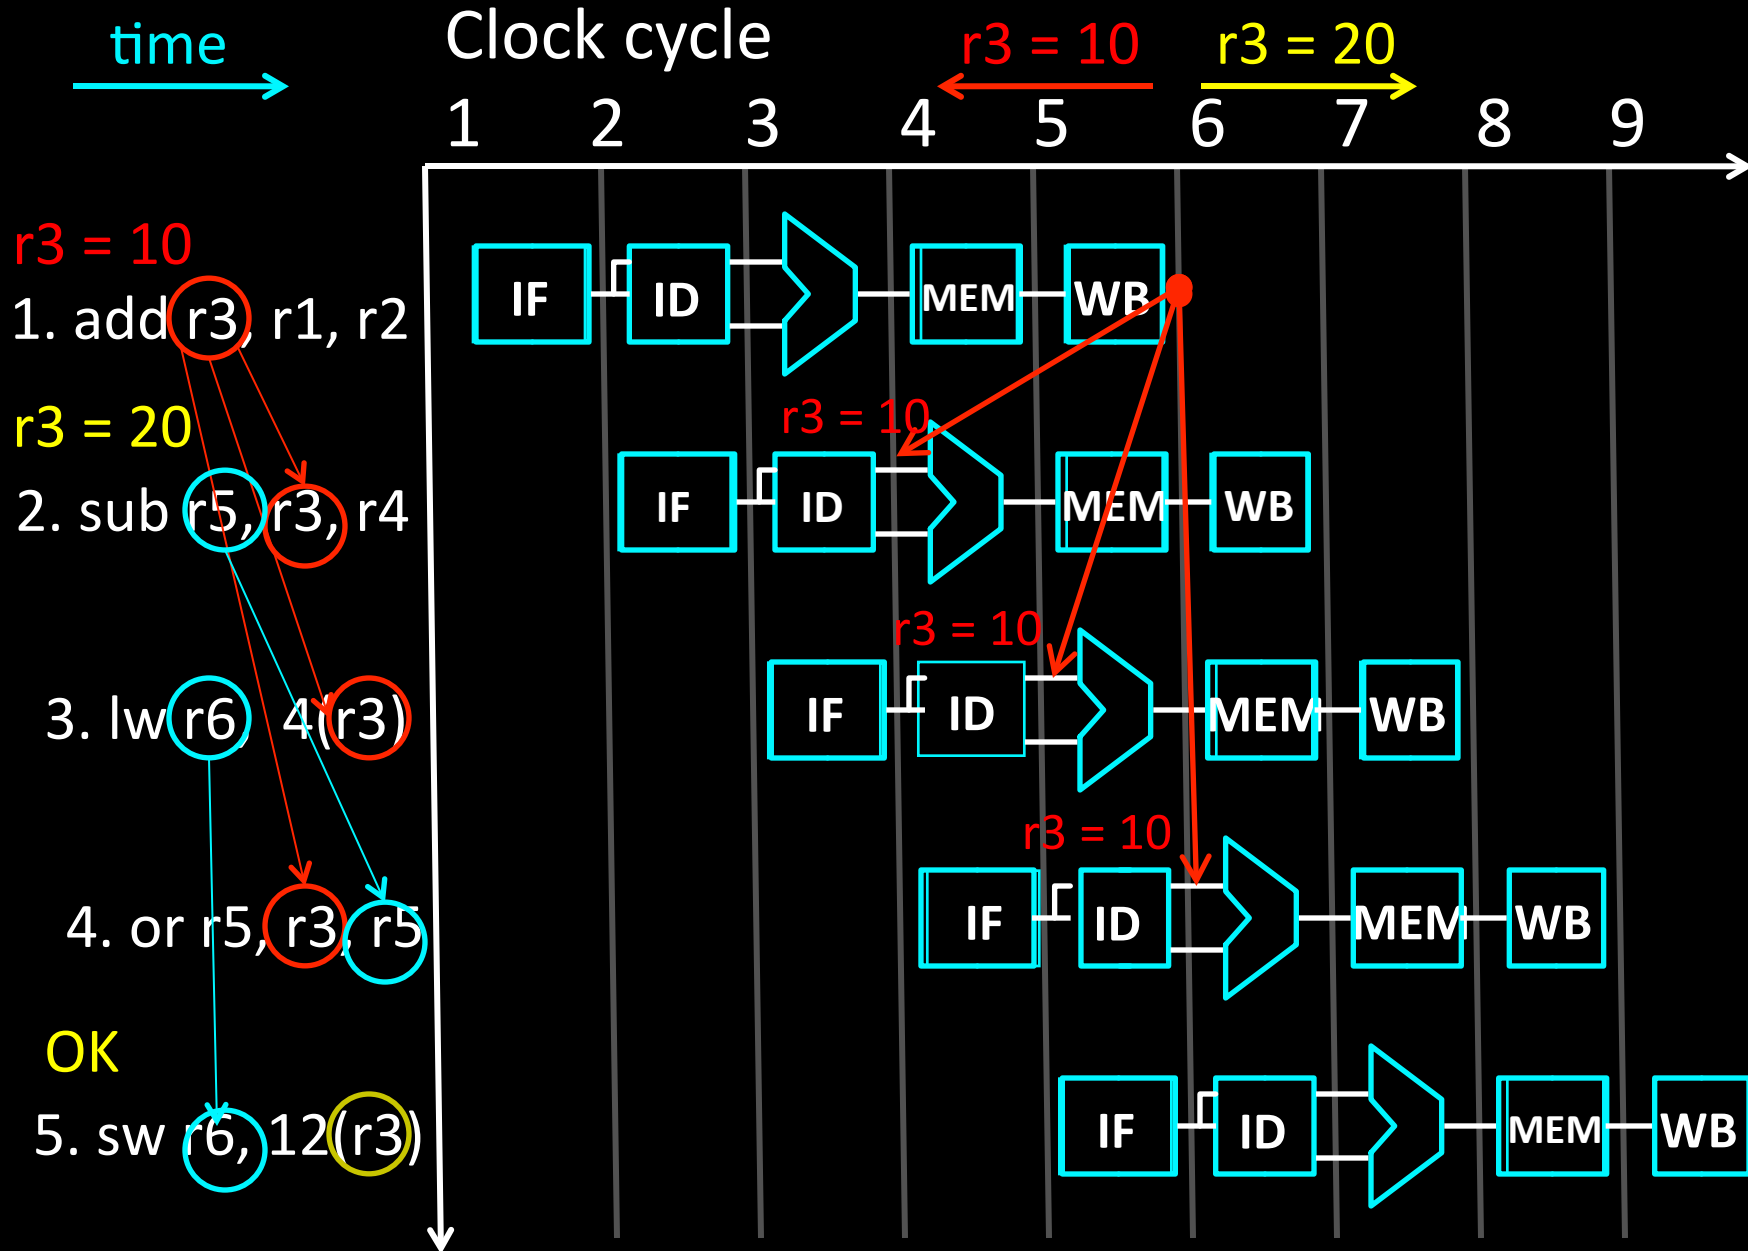 time Clock cycle r3 = 10 r3 = 20
1 2 3 4 5 6 7 8 9
r3 = 10
1. add r3, r1, r2 IF ID MEM WB
r3 = 20 r3 = 10
2. sub r5, r3, r4 IF ID MEM WB
r3 = 10
3. lw r6, 4(r3) IF ID MEM WB
r3 = 10
4. or r5, r3, r5 IF ID MEM WB
OK
5. sw r6, 12(r3) IF ID MEM WB